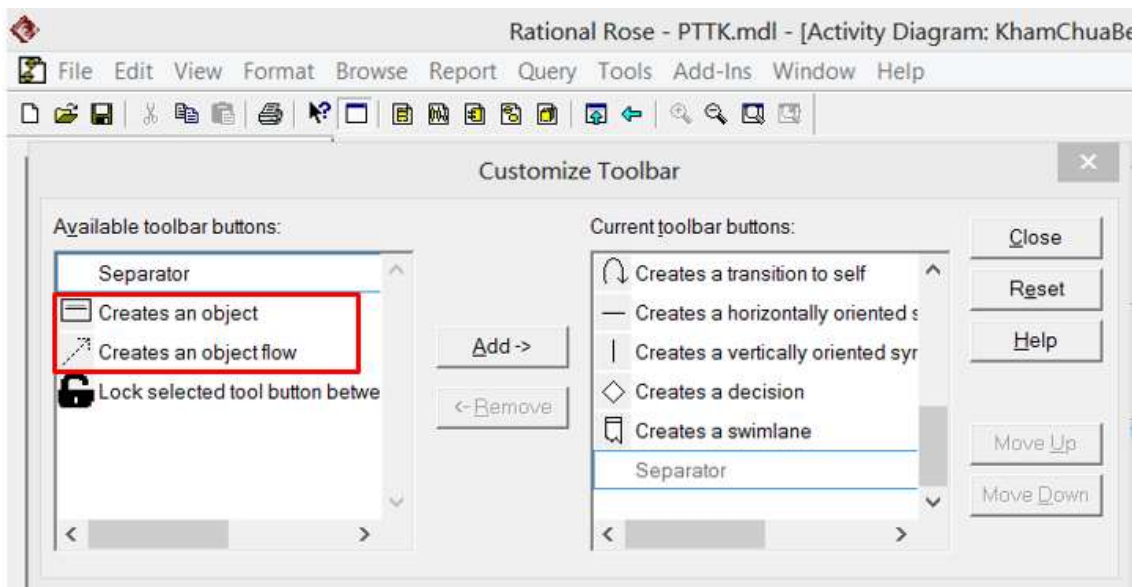 Rational Rose - PTTK.mdl - [Activity Diagram: KhamChuaBe
File Edit View Format Browse Report Query Tools Add-Ins Window Help
Customize Toolbar
Available toolbar buttons:
Separator
Creates an object
Creates an object flow
Lock selected tool button betwe
Add ->
<- Remove
Current toolbar buttons:
Creates a transition to self
Creates a horizontally oriented s
Creates a vertically oriented syr
Creates a decision
Creates a swimlane
Separator
Close
Reset
Help
Move Up
Move Down